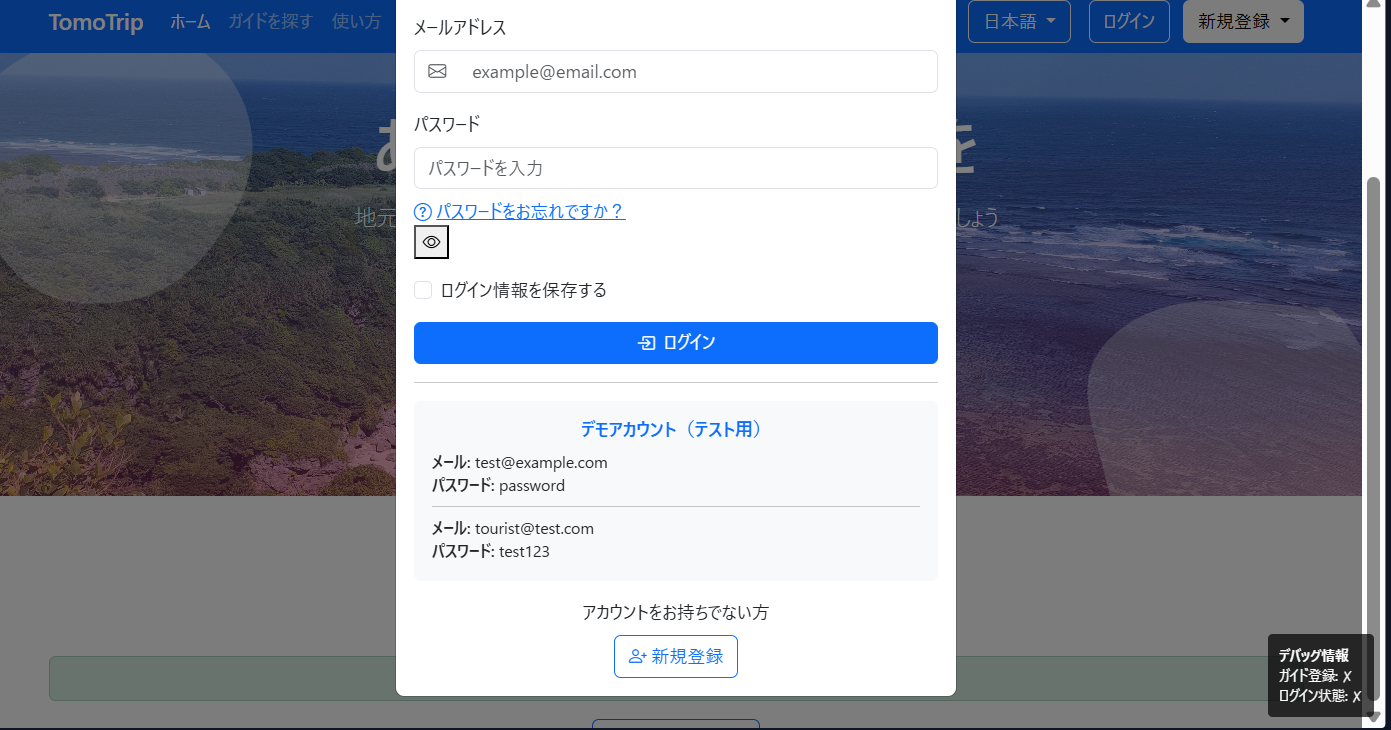 TomoTrip ホーム ガイドを探す 使い方
日本語 ログイン 新規登録
メールアドレス
example@email.com
パスワード
パスワードを入力
パスワードをお忘れですか？
ログイン情報を保存する
ログイン
デモアカウント（テスト用）
メール: test@example.com
パスワード: password
メール: tourist@test.com
パスワード: test123
アカウントをお持ちでない方
新規登録
を
地元
しょう
デバッグ情報
ガイド登録: ✗
ログイン状態: ✗